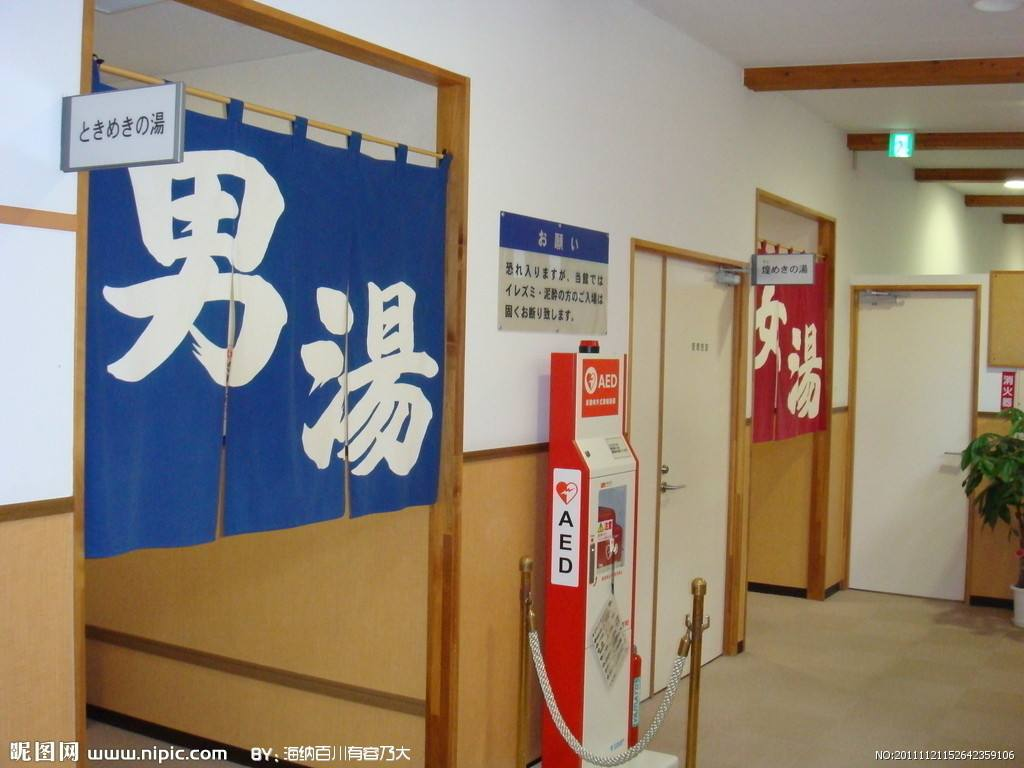 ときめきの湯
男湯
お願い
恐れ入りますが、当館では
イレズミ・泥酔の方のご入場は
固くお断り致します。
煌めきの湯
女湯
AED
AED
消火器
昵图网 www.nipic.com BY:海纳百川有容乃大
NO:20111121152642359106